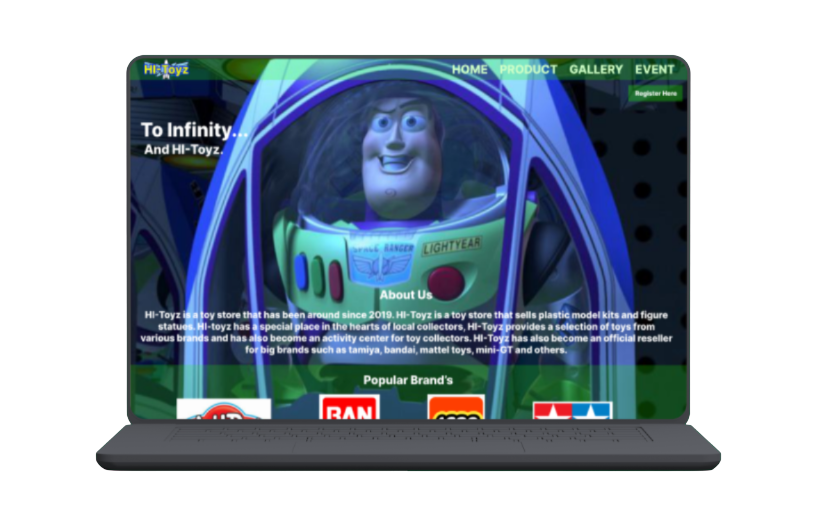 HI-Toyz
HOME PRODUCT GALLERY EVENT
Register Here
To Infinity...
And HI-Toyz.
SPACE RANGER
LIGHTYEAR
About Us
HI-Toyz is a toy store that has been around since 2019. HI-Toyz is a toy store that sells plastic model kits and figure
statues. HI-toyz has a special place in the hearts of local collectors, HI-Toyz provides a selection of toys from
various brands and has also become an activity center for toy collectors. HI-Toyz has also become an official reseller
for big brands such as tamiya, bandai, mattel toys, mini-GT and others.
Popular Brand's
BAN